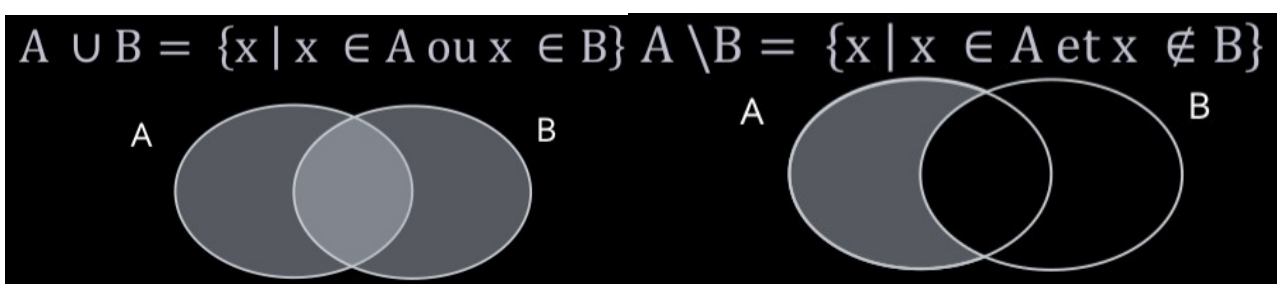 A ∪ B = {x | x ∈ A ou x ∈ B}
A
B
A \B = {x | x ∈ A et x ∉ B}
A
B